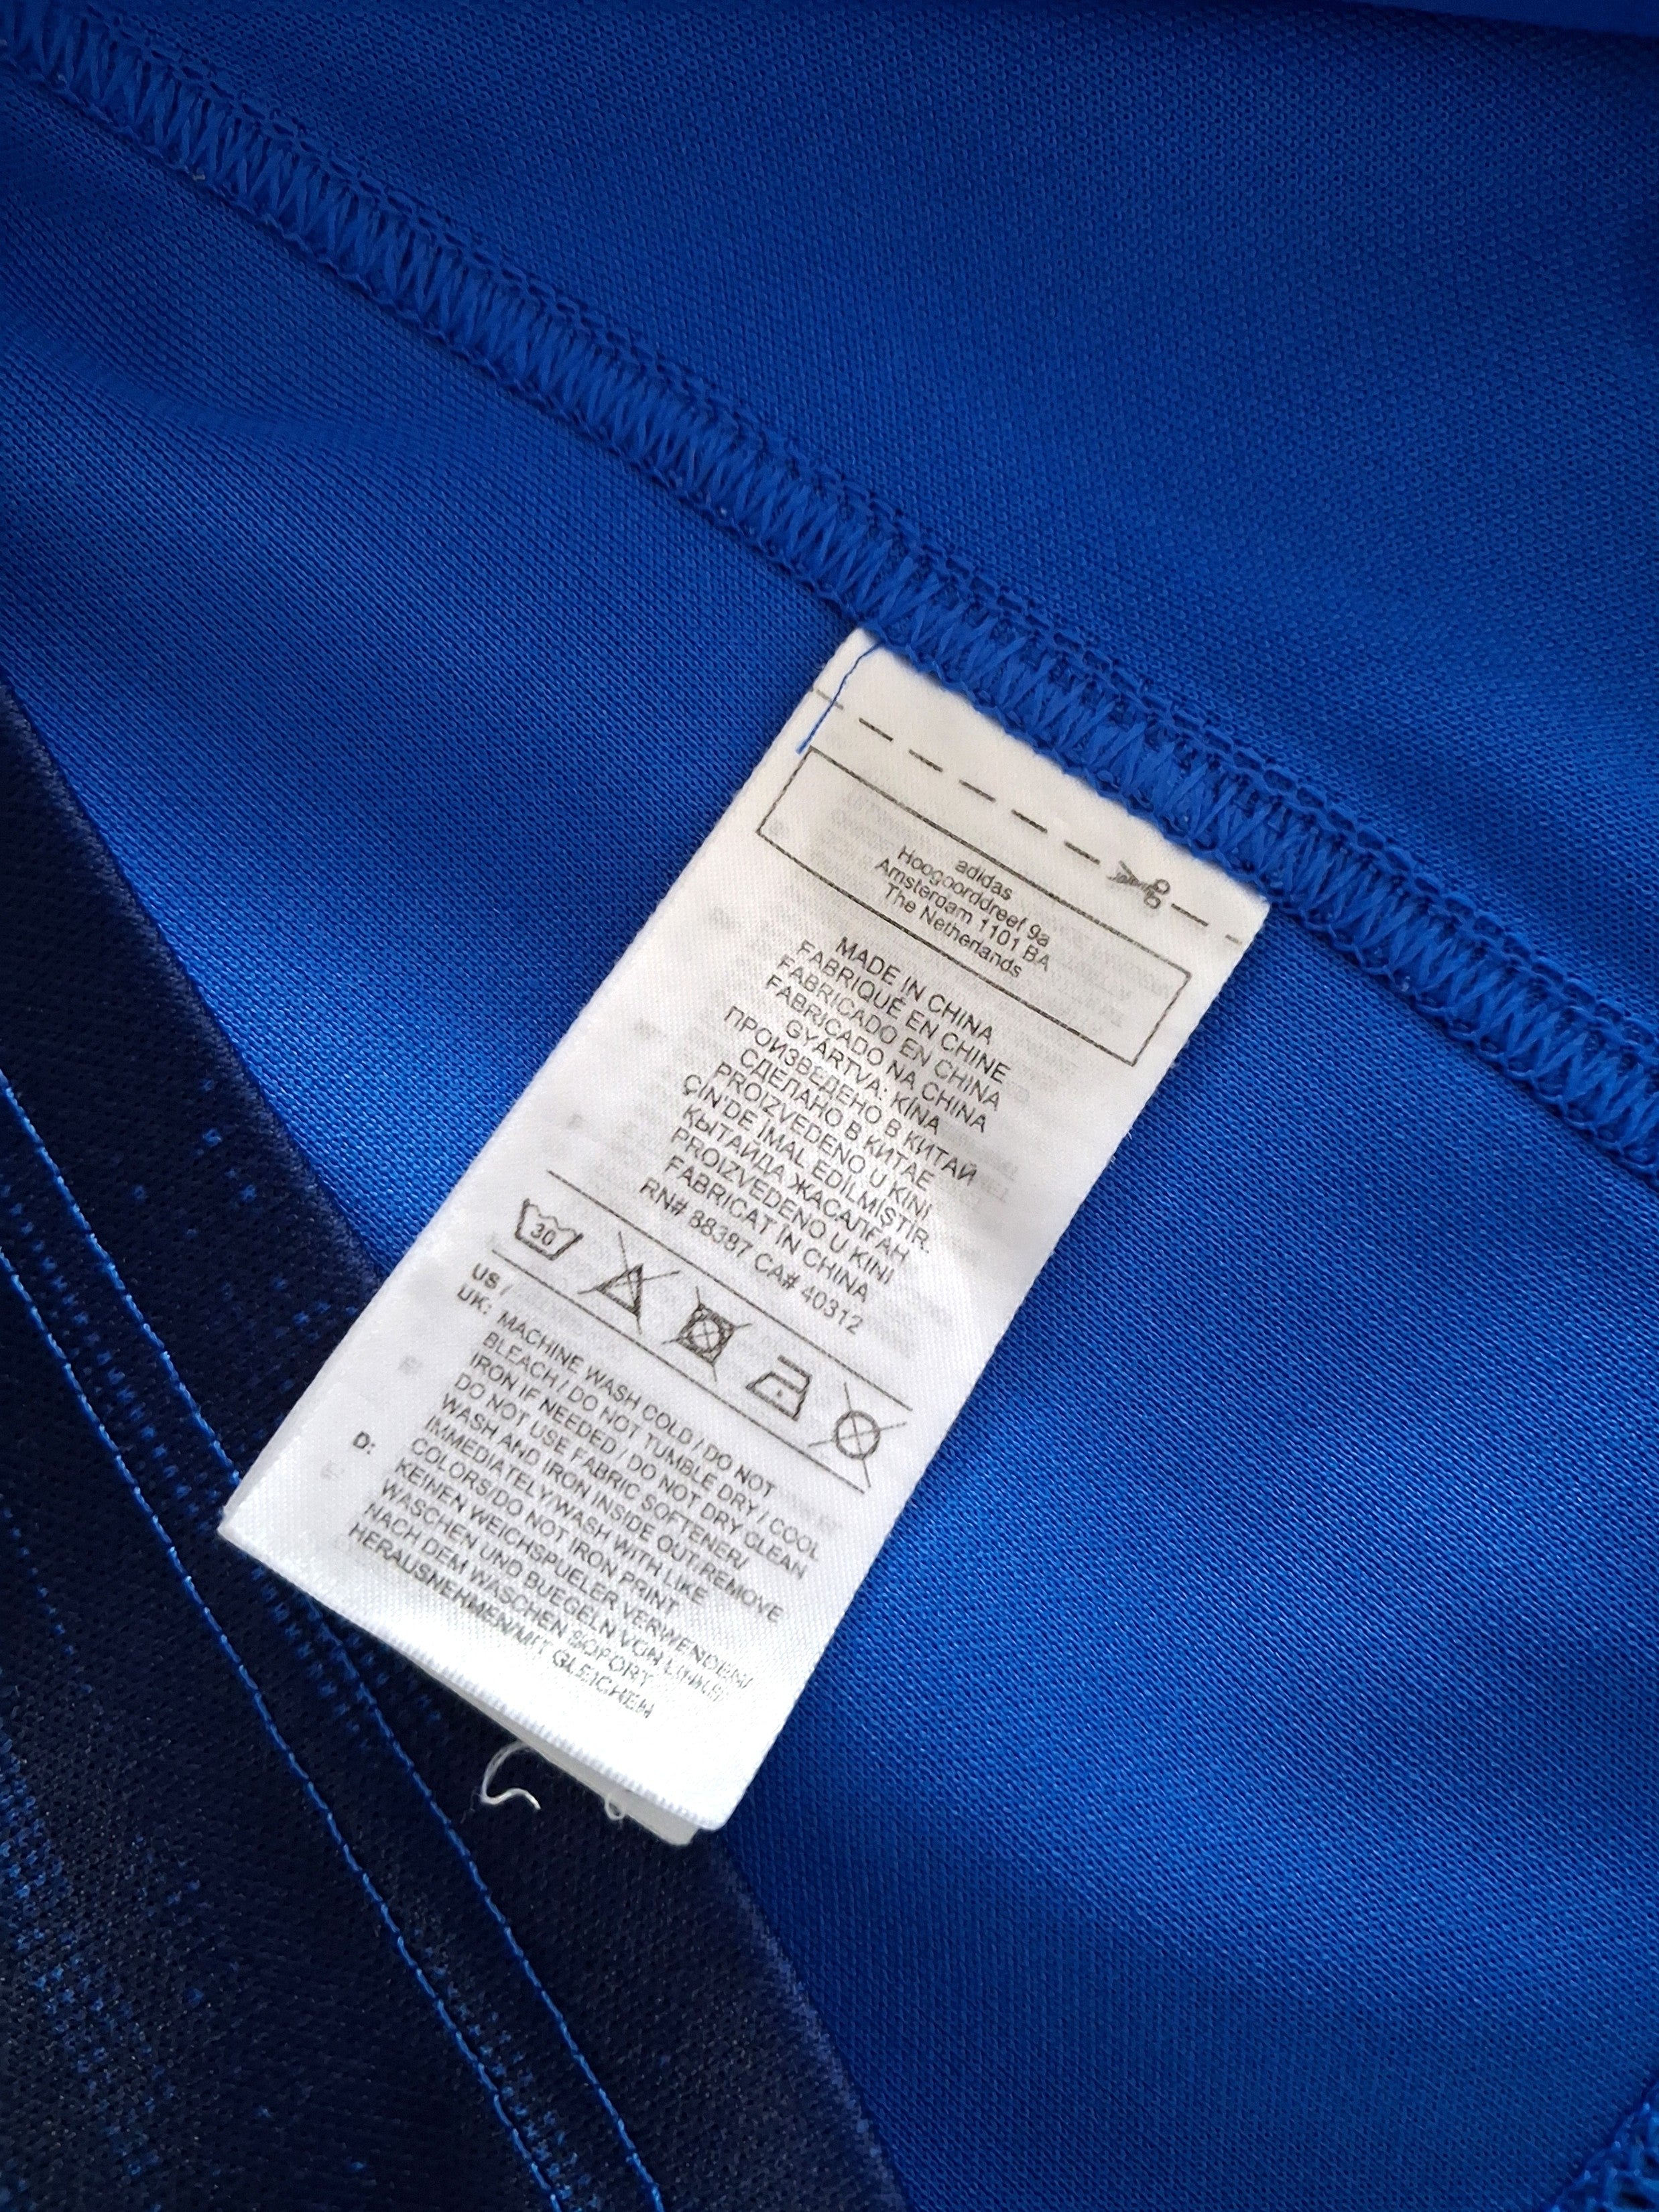 adidas
Hoogoorddreef 9a
Amsterdam 1101 BA
The Netherlands
MADE IN CHINA
FABRIQUÉ EN CHINE
FABRICADO EN CHINA
FABRICADO NA CHINA
GYÁRTVA: KÍNA
ПРОИЗВЕДЕНО В КИТАЙ
СДЕЛАНО В КИТАЕ
PROIZVEDENO U KINI
ÇIN'DE İMAL EDİLMİŞTİR.
ҚЫТАЙДА ЖАСАЛҒАН
PROIZVEDENO U KINI
FABRICAT ÎN CHINA
RN# 88387 CA# 40312
30
US /
UK: MACHINE WASH COLD / DO NOT
BLEACH / DO NOT TUMBLE DRY / COOL
IRON IF NEEDED / DO NOT DRY CLEAN
DO NOT USE FABRIC SOFTENER/
WASH AND IRON INSIDE OUT/REMOVE
IMMEDIATELY/WASH WITH LIKE
COLORS/DO NOT IRON PRINT
D: KEINEN WEICHSPUELER VERWENDEN/
WASCHEN UND BUEGELN VON LINKS/
NACH DEM WASCHEN SOFORT
HERAUSNEHMEN/MIT GLEICHEN